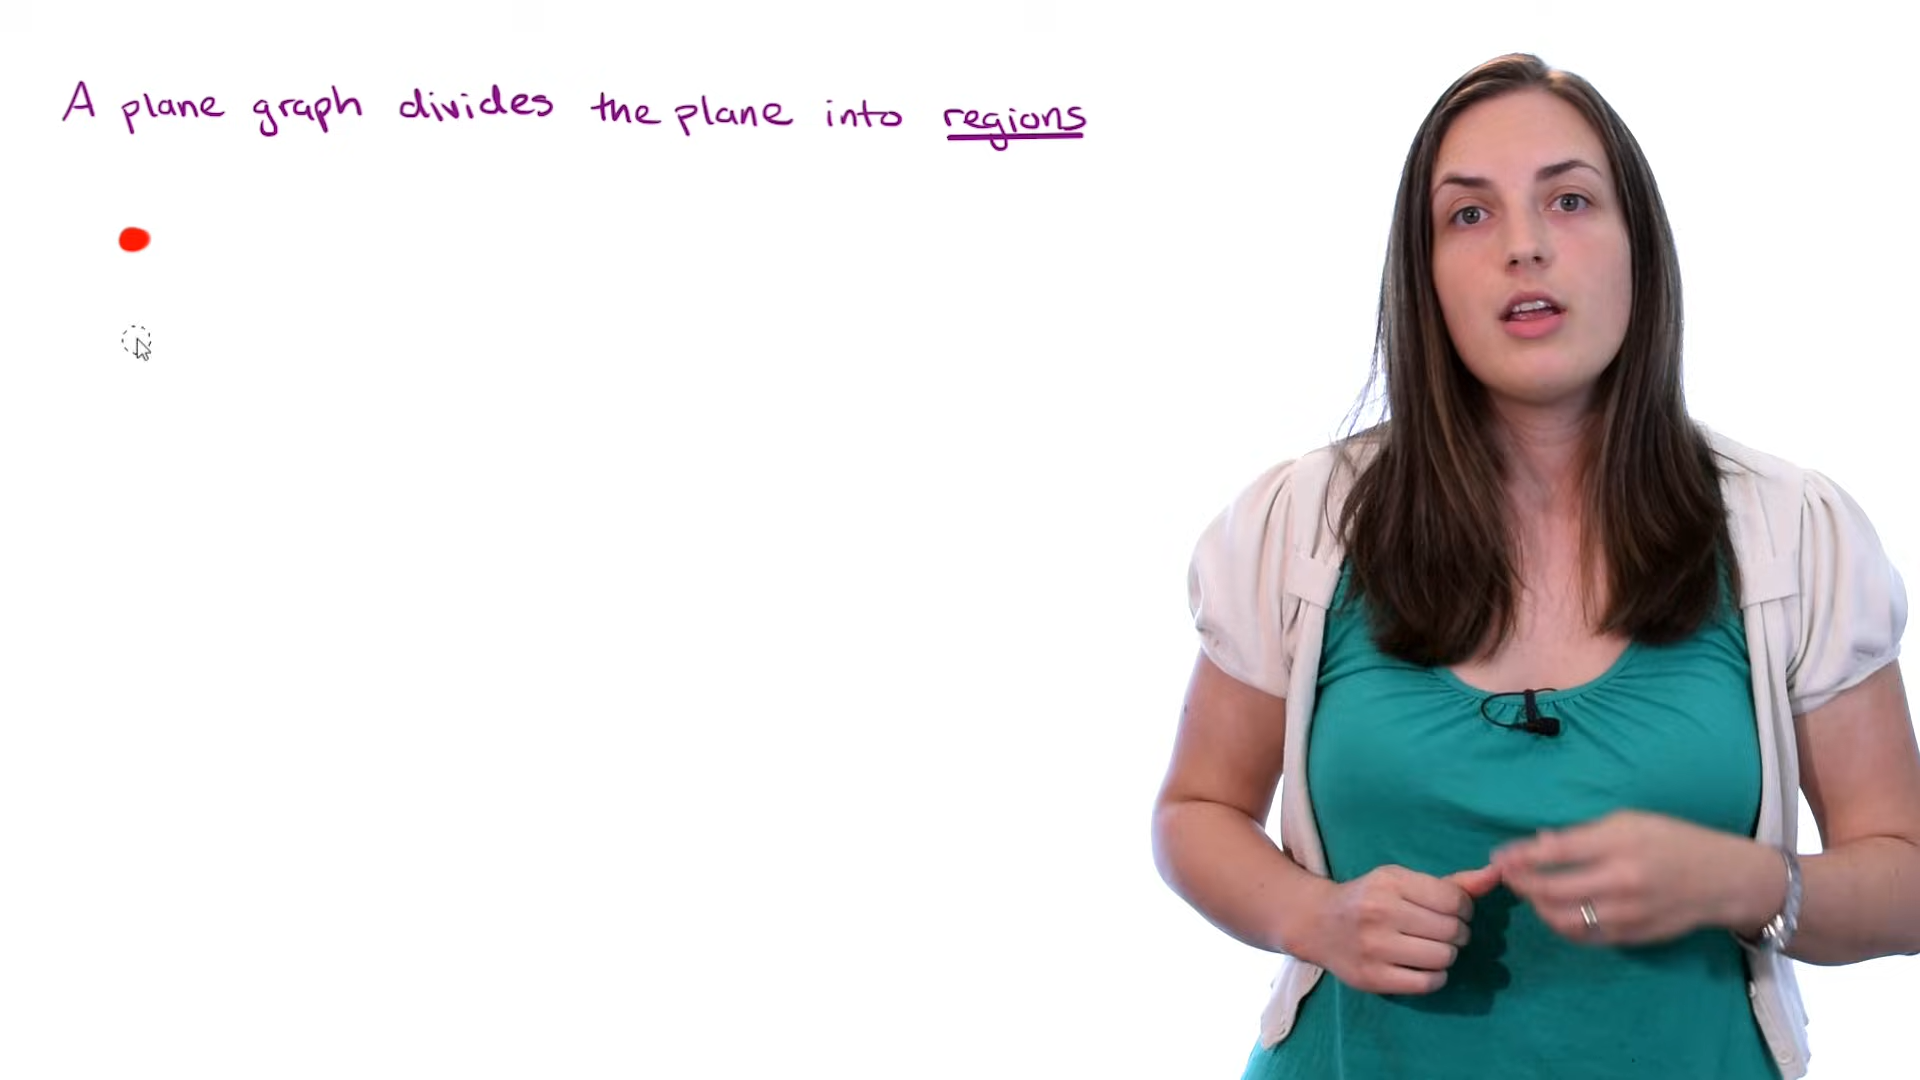 A plane graph divides the plane into regions